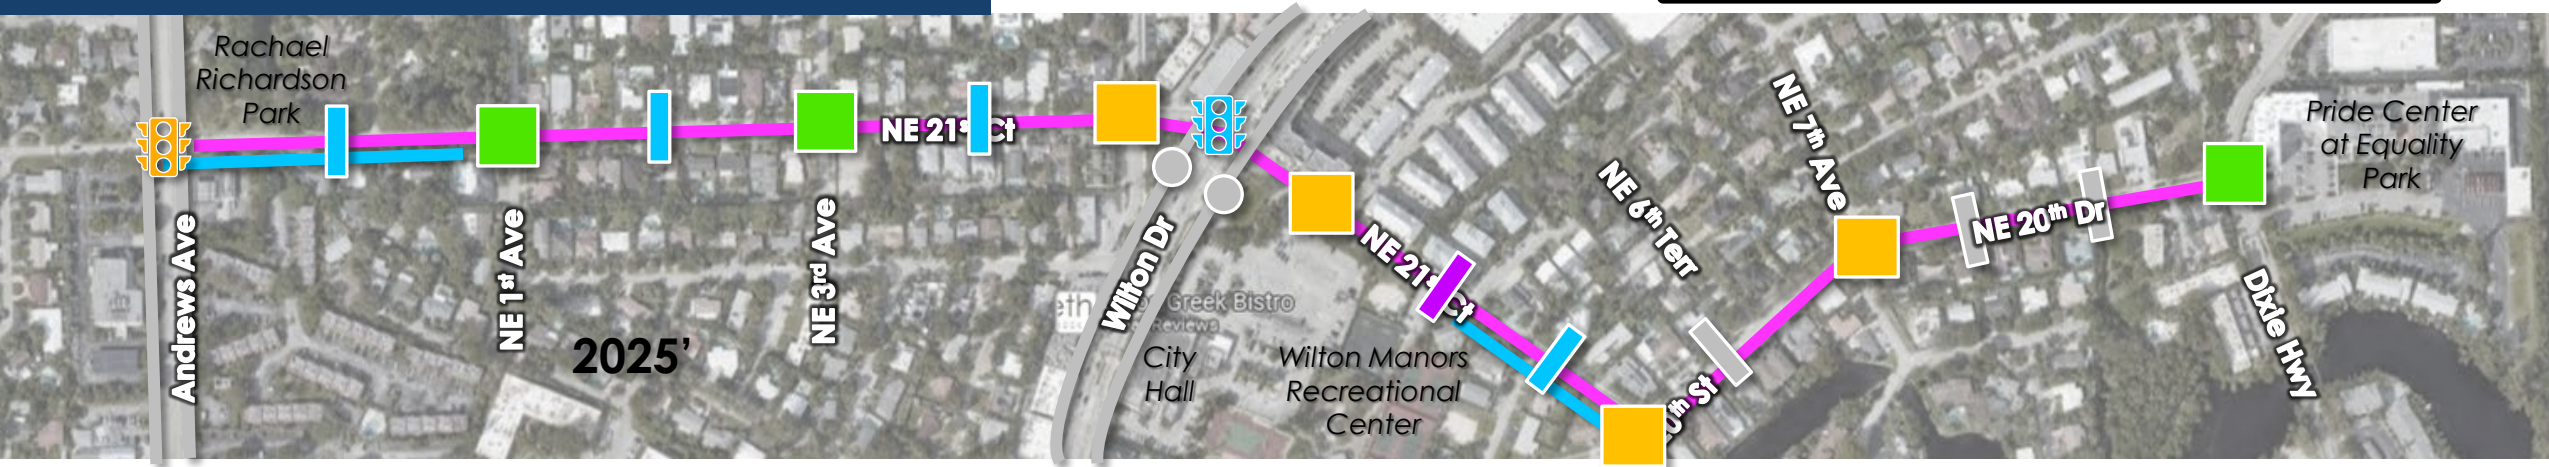 Rachael
Richardson
Park
Andrews Ave
NE 1st Ave
2025’
NE 3rd Ave
NE 21st Ct
Wilton Dr
Greek Bistro
Reviews
City
Hall
Wilton Manors
Recreational
Center
NE 21st Ct
NE 6th Terr
NE 7th Ave
St
NE 20th Dr
Dixie Hwy
Pride Center
at Equality
Park